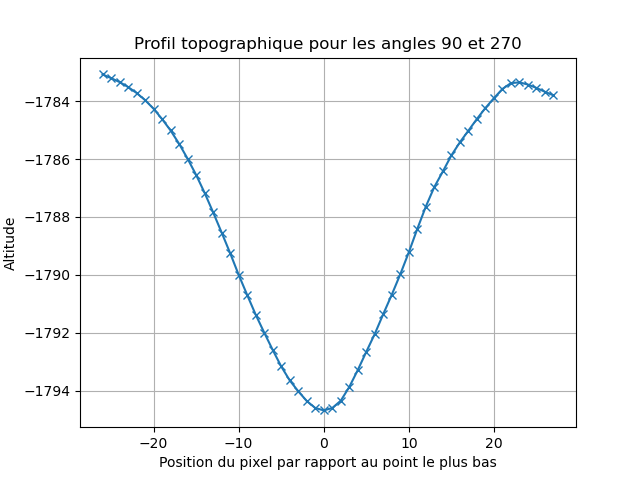 Profil topographique pour les angles 90 et 270
−1784
−1786
−1788
−1790
−1792
−1794
Altitude
−20 −10 0 10 20
Position du pixel par rapport au point le plus bas